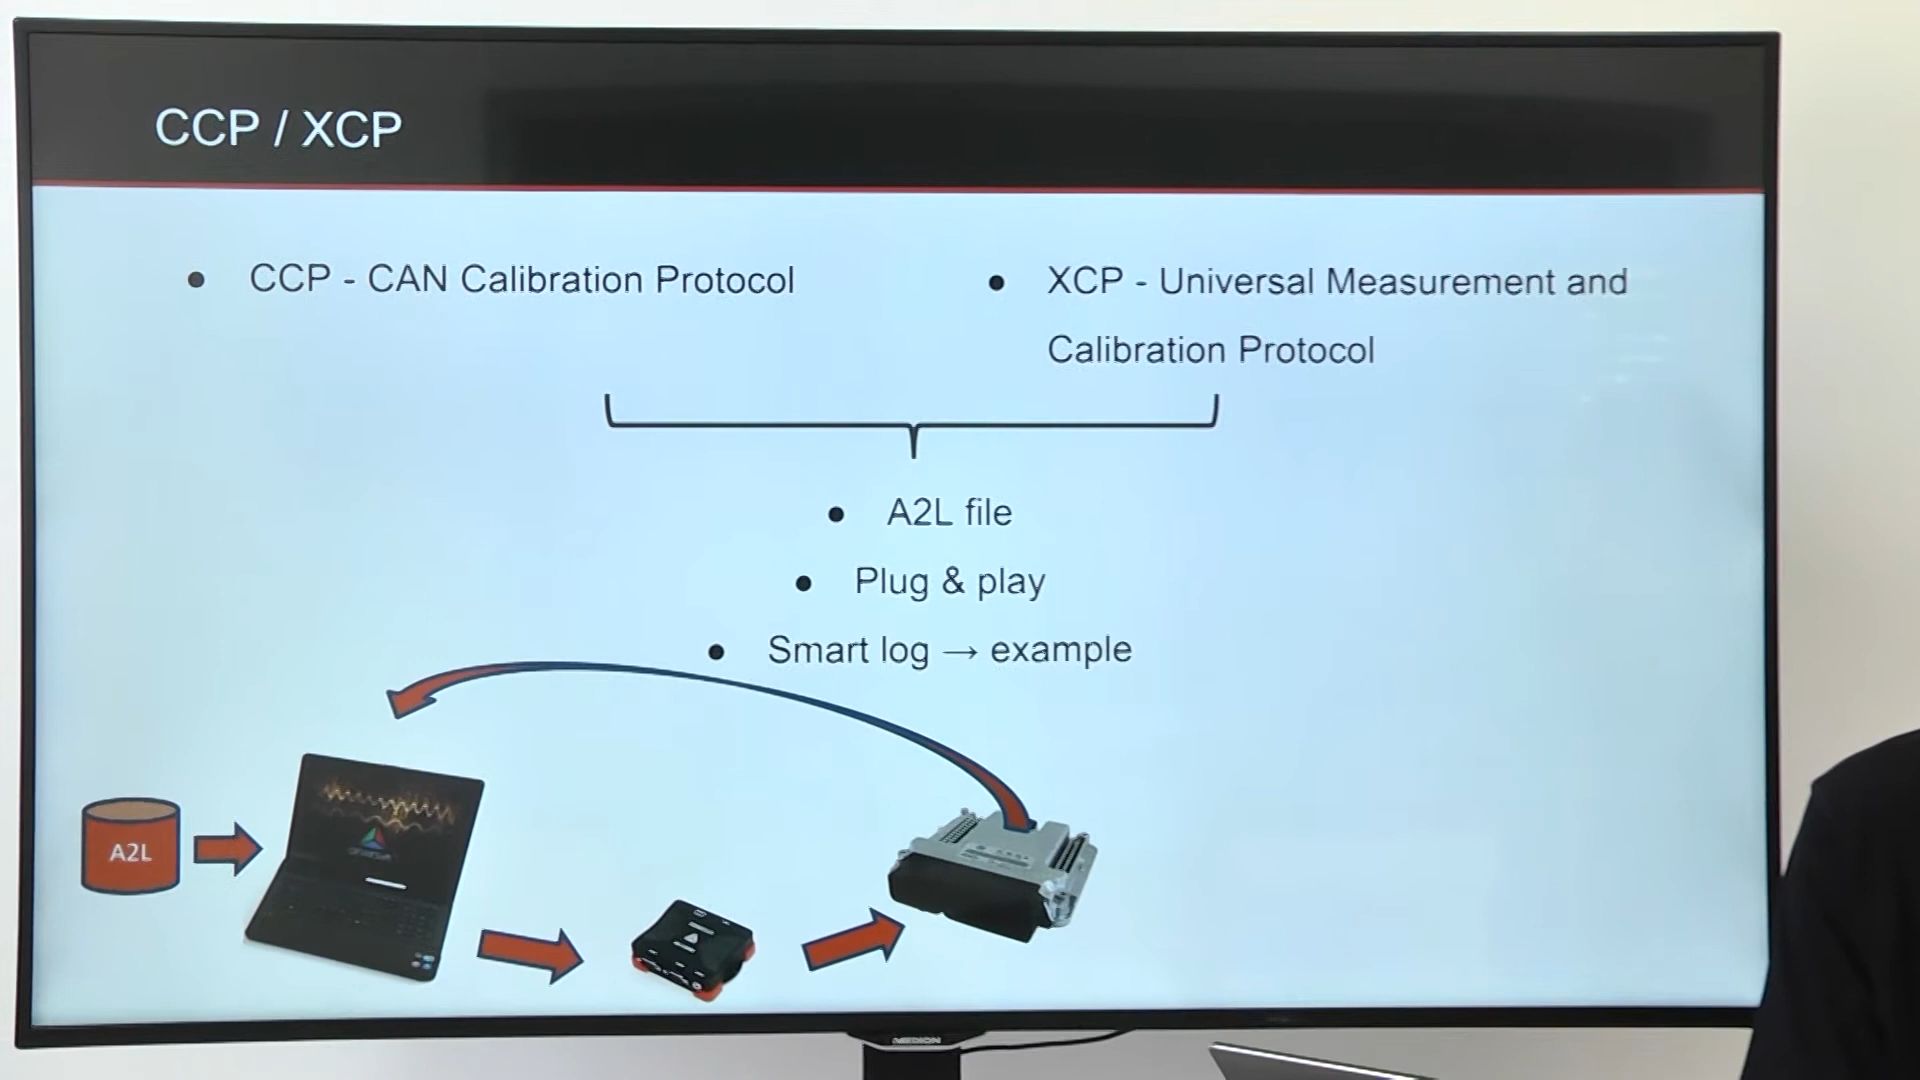 CCP / XCP
● CCP - CAN Calibration Protocol
● XCP - Universal Measurement and
Calibration Protocol
● A2L file
● Plug & play
● Smart log → example
A2L
MEDION